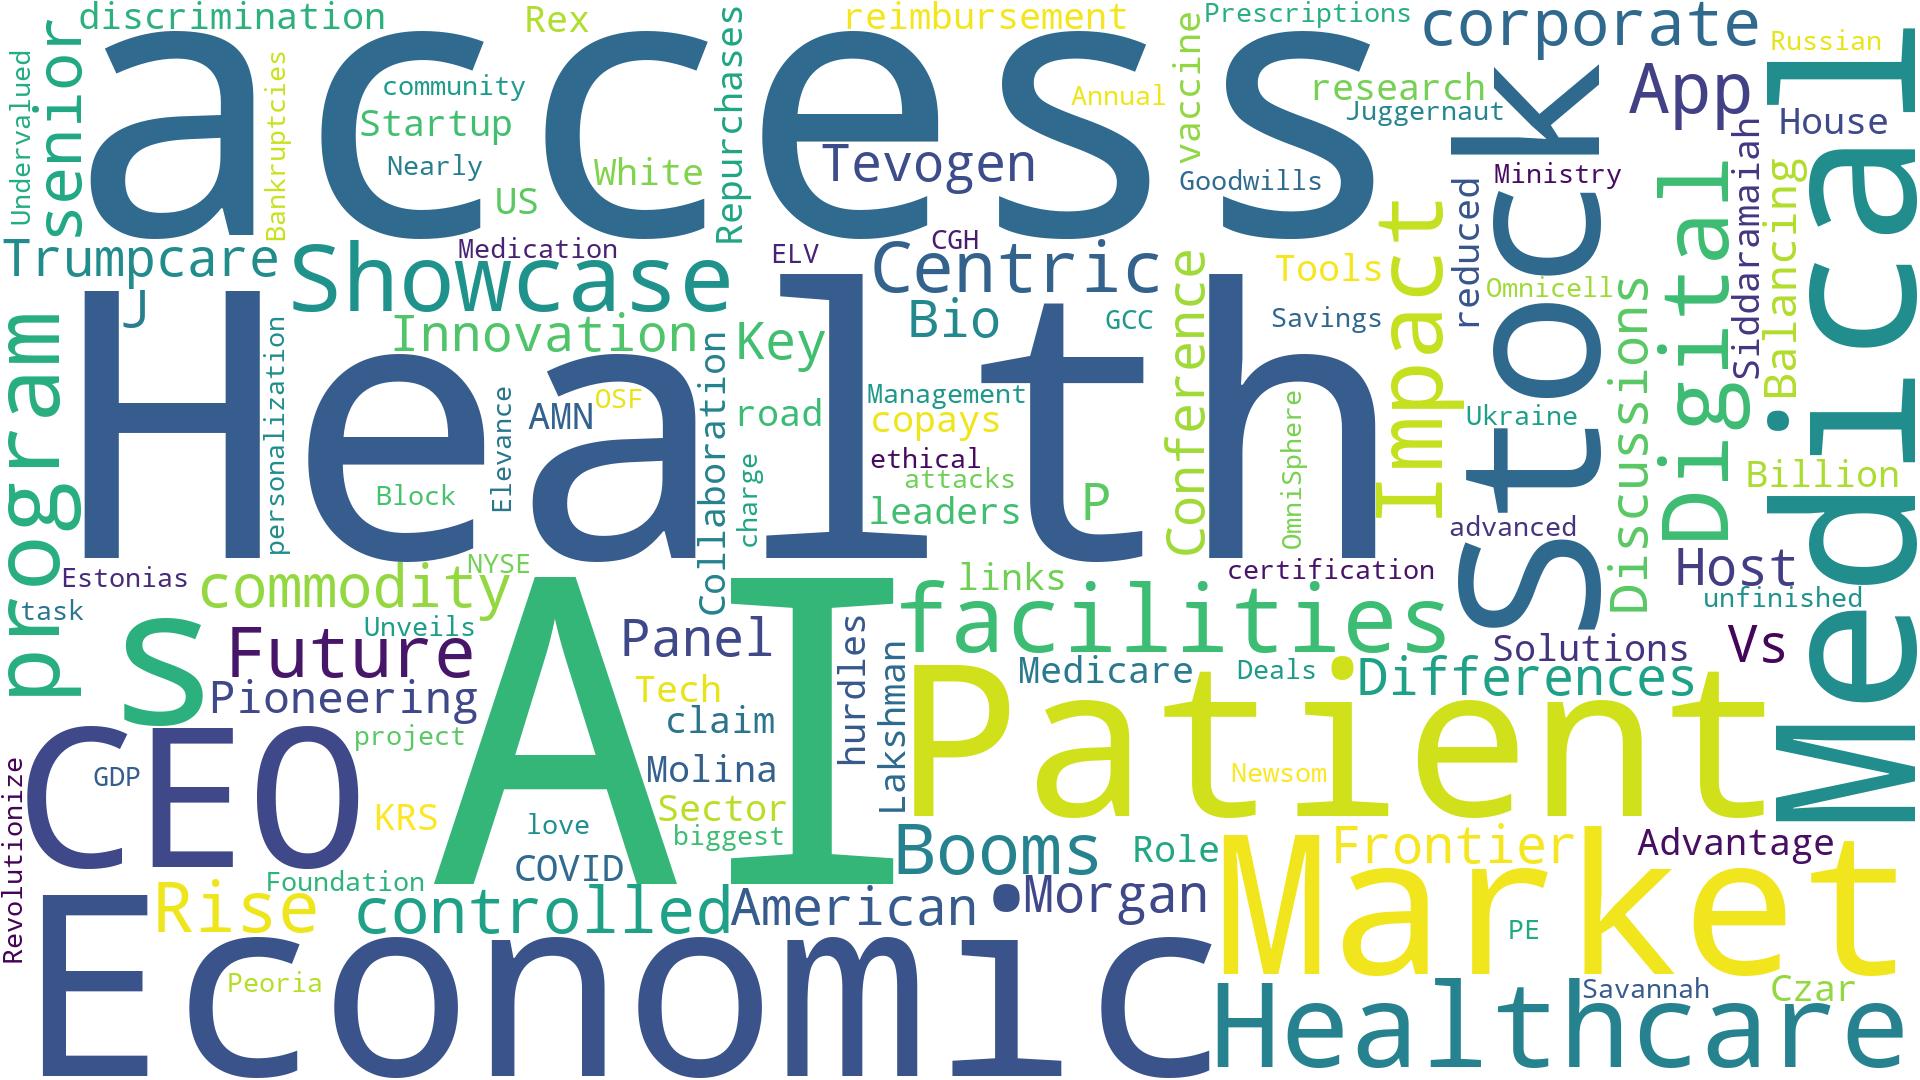 discrimination
Rex
reimbursement
Prescriptions
corporate
Russian
senior
access
Undervalued
Bankruptcies
community
Startup
Nearly
US
White
Repurchases
Tevogen
Annual
vaccine
Goodwills
research
Juggernaut
Stock
App
House
Medical
Ministry
Trumpcare
Showcase
Medication
ELV
CGH
Centric
Tools
Impact
reduced
Omnicell
Digital
Siddaramaiah
Balancing
J
Health
program
personalization
Innovation
Key
Bio
GCC
Savings
Conference
Discussions
Collaboration
Elevance
AMN
OSF
road
Management
copays
ethical
attacks
leaders
P
OmniSphere
Ukraine
Billion
Block
charge
advanced
Estonias
task
commodity
NYSE
AI
links
certification
facilities
Host
unfinished
s
Future
Unveils
Panel
hurdles
Lakshman
Medicare
Deals
Differences
Solutions
Vs
Pioneering
Tech
claim
Patient
CEO
project
GDP
Molina
Newsom
KRS
love
Sector
biggest
Revolutionize
COVID
Booms
Role
Market
Frontier
Advantage
Rise
Foundation
controlled
American
Morgan
PE
Economic
Peoria
Healthcare
Savannah
Czar